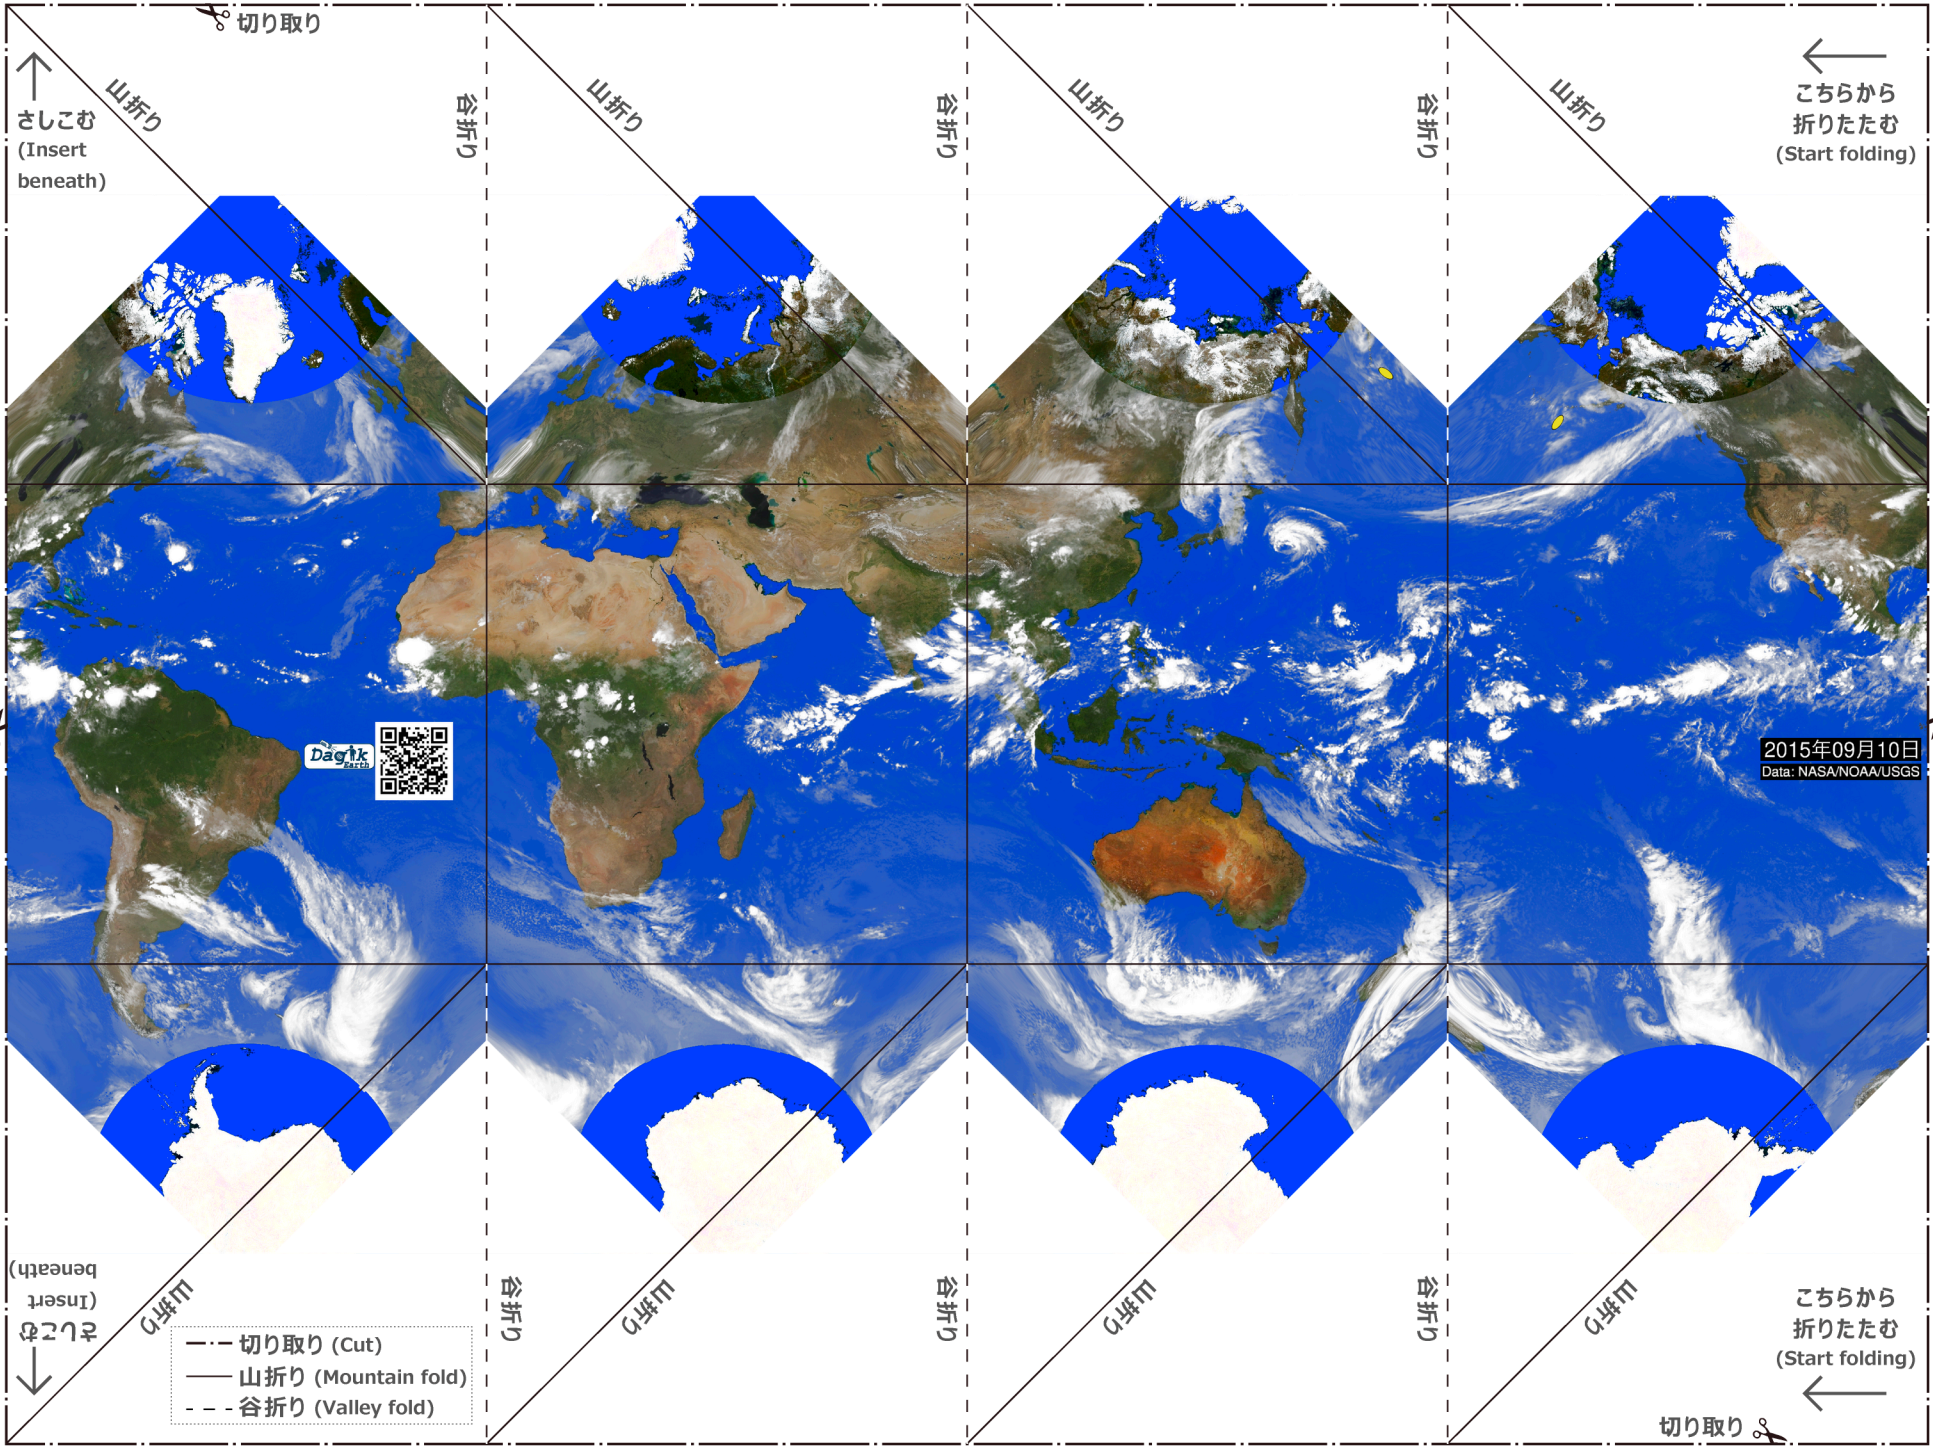 切り取り
さしこむ
(Insert
beneath)
山折り
谷折り
山折り
谷折り
山折り
谷折り
山折り
こちらから
折りたたむ
(Start folding)
Dagik
Earth
2015年09月10日
Data: NASA/NOAA/USGS
さしこむ
(Insert
beneath)
山折り
谷折り
山折り
谷折り
山折り
谷折り
山折り
こちらから
折りたたむ
(Start folding)
切り取り (Cut)
山折り (Mountain fold)
谷折り (Valley fold)
切り取り